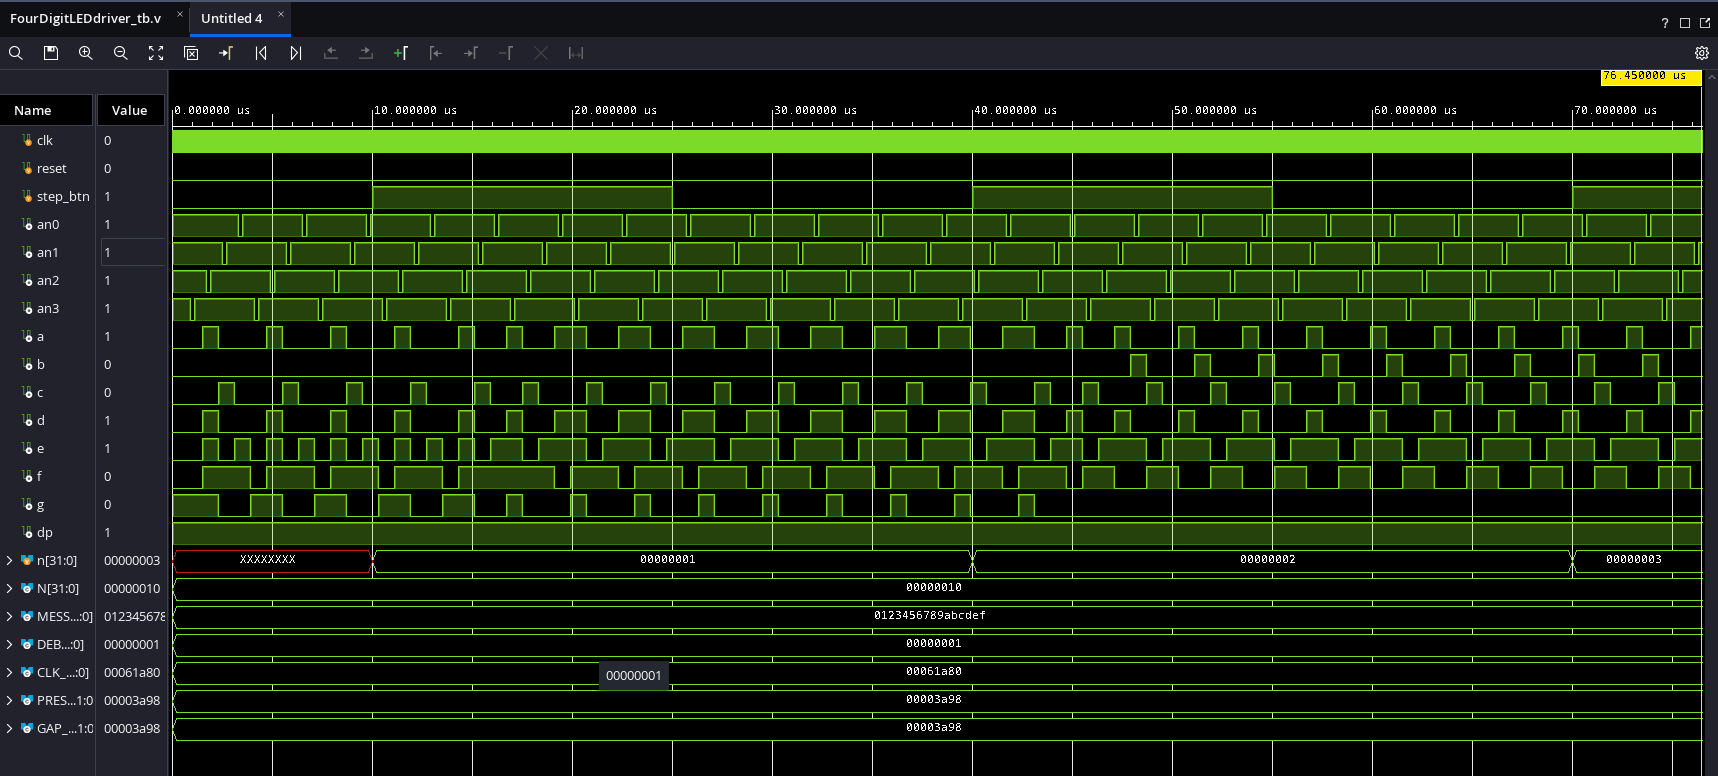 FourDigitLEDdriver_tb.v × Untitled 4 ×
?
76.450000 us
Name Value
0.000000 us 10.000000 us 20.000000 us 30.000000 us 40.000000 us 50.000000 us 60.000000 us 70.000000 us
clk 0
reset 0
step_btn 1
an0 1
an1 1
an2 1
an3 1
a 1
b 0
c 0
d 1
e 1
f 0
g 0
dp 1
n[31:0] 00000003 XXXXXXXX 00000001 00000002 00000003
N[31:0] 00000010 00000010
MESS...:0] 012345678 0123456789abcdef
DEB...:0] 00000001 00000001
CLK_...:0] 00061a80 00061a80
00000001
PRES...1:0 00003a98 00003a98
GAP_...1:0 00003a98 00003a98